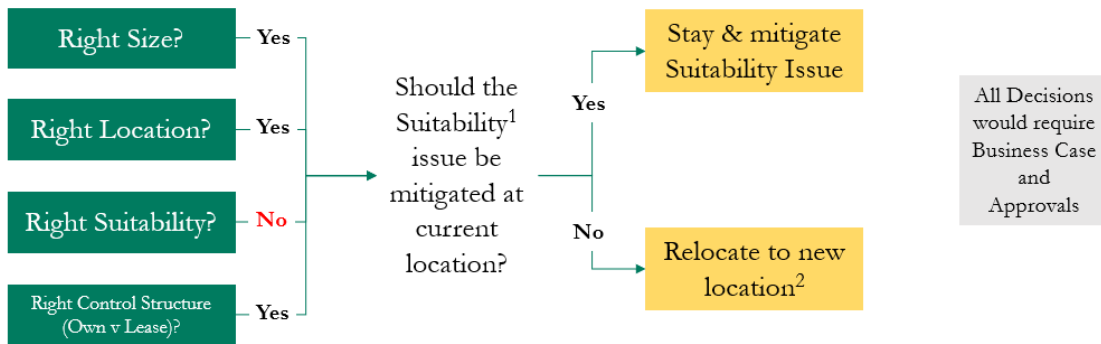 Right Size?
Yes
Right Location?
Yes
Right Suitability?
No
Right Control Structure
(Own v Lease)?
Yes
Should the
Suitability1
issue be
mitigated at
current
location?
Yes
Stay & mitigate
Suitability Issue
No
Relocate to new
location2
All Decisions
would require
Business Case
and
Approvals